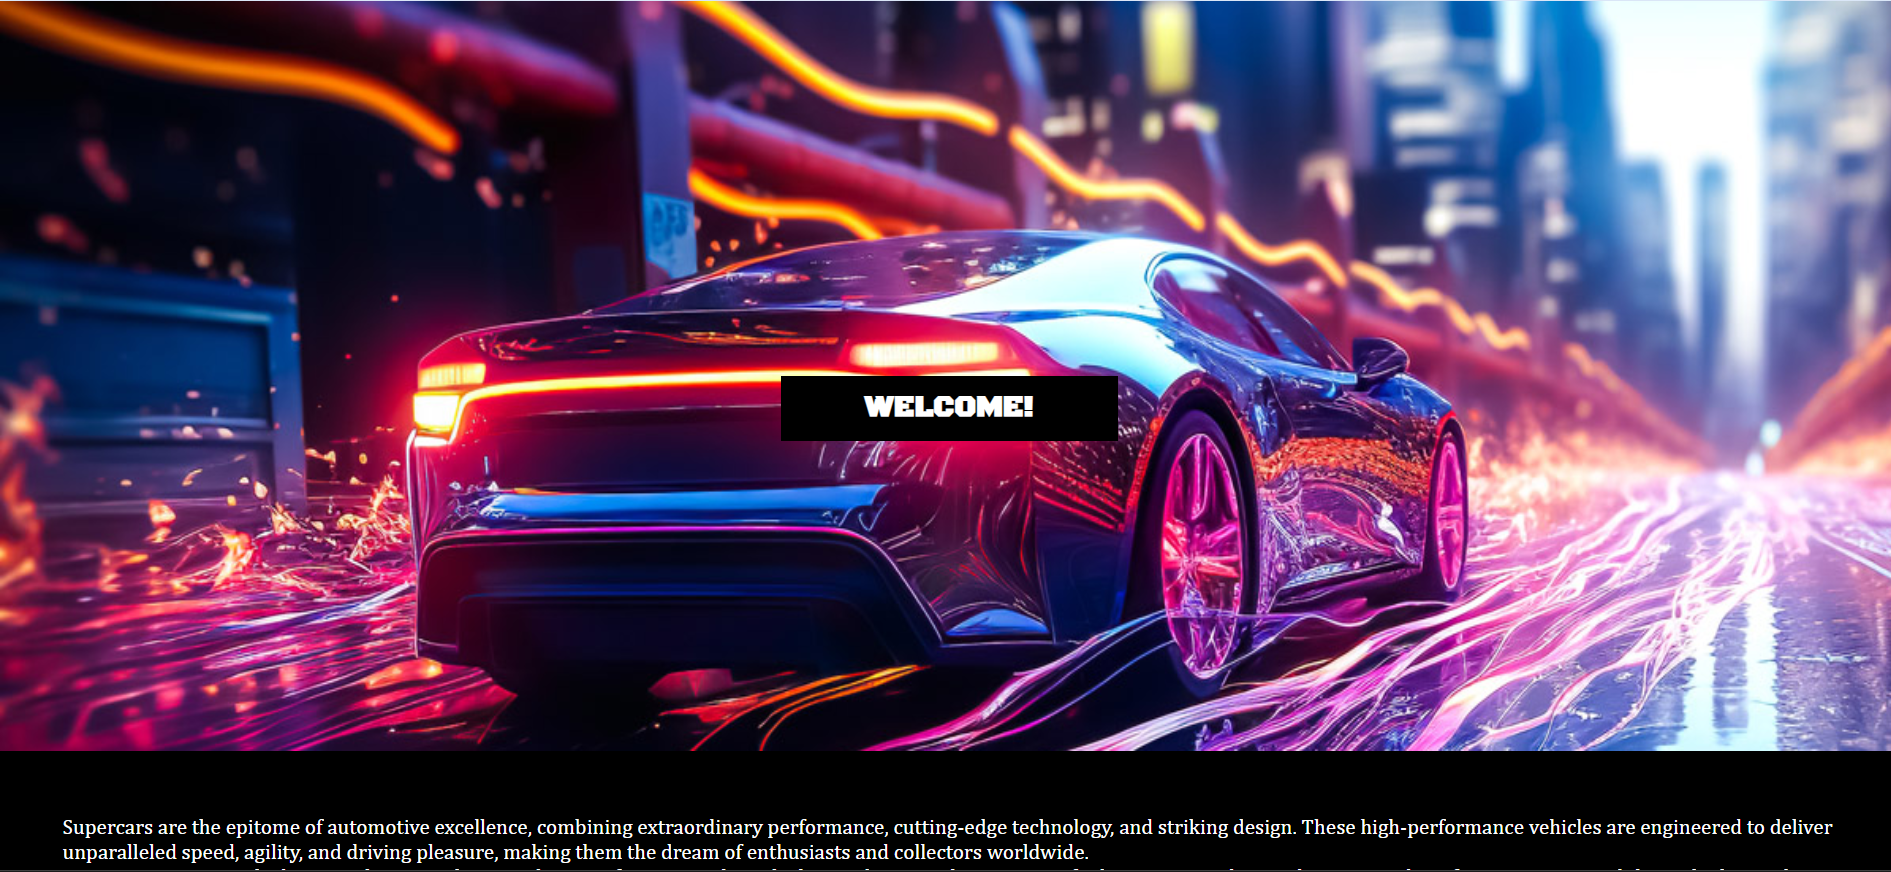 WELCOME!
Supercars are the epitome of automotive excellence, combining extraordinary performance, cutting-edge technology, and striking design. These high-performance vehicles are engineered to deliver
unparalleled speed, agility, and driving pleasure, making them the dream of enthusiasts and collectors worldwide.